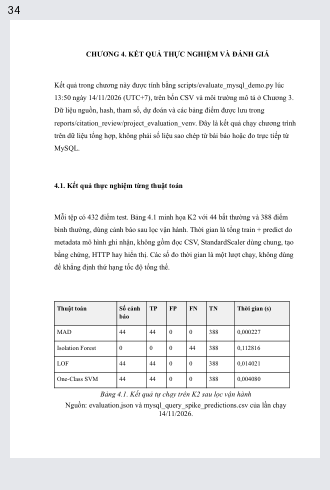 34
CHƯƠNG 4. KẾT QUẢ THỰC NGHIỆM VÀ ĐÁNH GIÁ
Kết quả trong chương này được tính bằng scripts/evaluate_mysql_demo.py lúc
13:50 ngày 14/11/2026 (UTC+7), trên bốn CSV và môi trường mô tả ở Chương 3.
Dữ liệu nguồn, hash, tham số, dự đoán và các bảng điểm được lưu trong
reports/citation_review/project_evaluation_venv. Đây là kết quả chạy chương trình
trên dữ liệu tổng hợp, không phải số liệu sao chép từ bài báo hoặc đo trực tiếp từ
MySQL.
4.1. Kết quả thực nghiệm từng thuật toán
Mỗi tệp có 432 điểm test. Bảng 4.1 minh họa K2 với 44 bất thường và 388 điểm
bình thường, dùng cảnh báo sau lọc vận hành. Thời gian là tổng train + predict do
metadata mô hình ghi nhận, không gồm đọc CSV, StandardScaler dùng chung, tạo
bằng chứng, HTTP hay hiển thị. Các số đo thời gian là một lượt chạy, không dùng
để khẳng định thứ hạng tốc độ tổng thể.
Thuật toán Số cảnh báo TP FP FN TN Thời gian (s)
MAD 44 44 0 0 388 0,000227
Isolation Forest 0 0 0 44 388 0,112816
LOF 44 44 0 0 388 0,014021
One-Class SVM 44 44 0 0 388 0,004080
Bảng 4.1. Kết quả tự chạy trên K2 sau lọc vận hành
Nguồn: evaluation.json và mysql_query_spike_predictions.csv của lần chạy
14/11/2026.